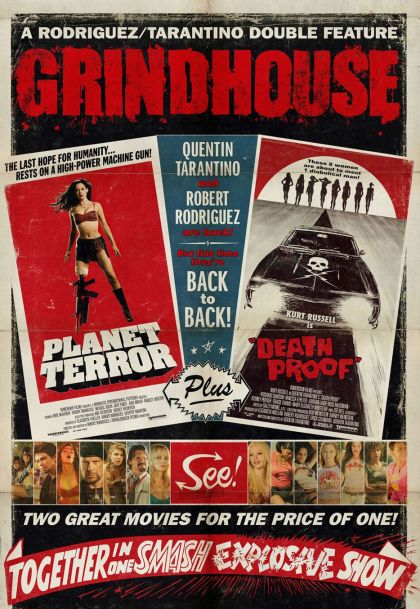 A RODRIGUEZ/TARANTINO DOUBLE FEATURE
GRINDHOUSE
THE LAST HOPE FOR HUMANITY...
RESTS ON A HIGH-POWER MACHINE GUN!
PLANET
TERROR
QUENTIN
TARANTINO
and
ROBERT
RODRIGUEZ
are back!
But this time
they're
BACK
to
BACK!
Plus
These 8 women
are about to meet
1 diabolical man!
KURT RUSSELL
is
"DEATH
PROOF"
See!
TWO GREAT MOVIES FOR THE PRICE OF ONE!
TOGETHER IN ONE SMASH EXPLOSIVE SHOW